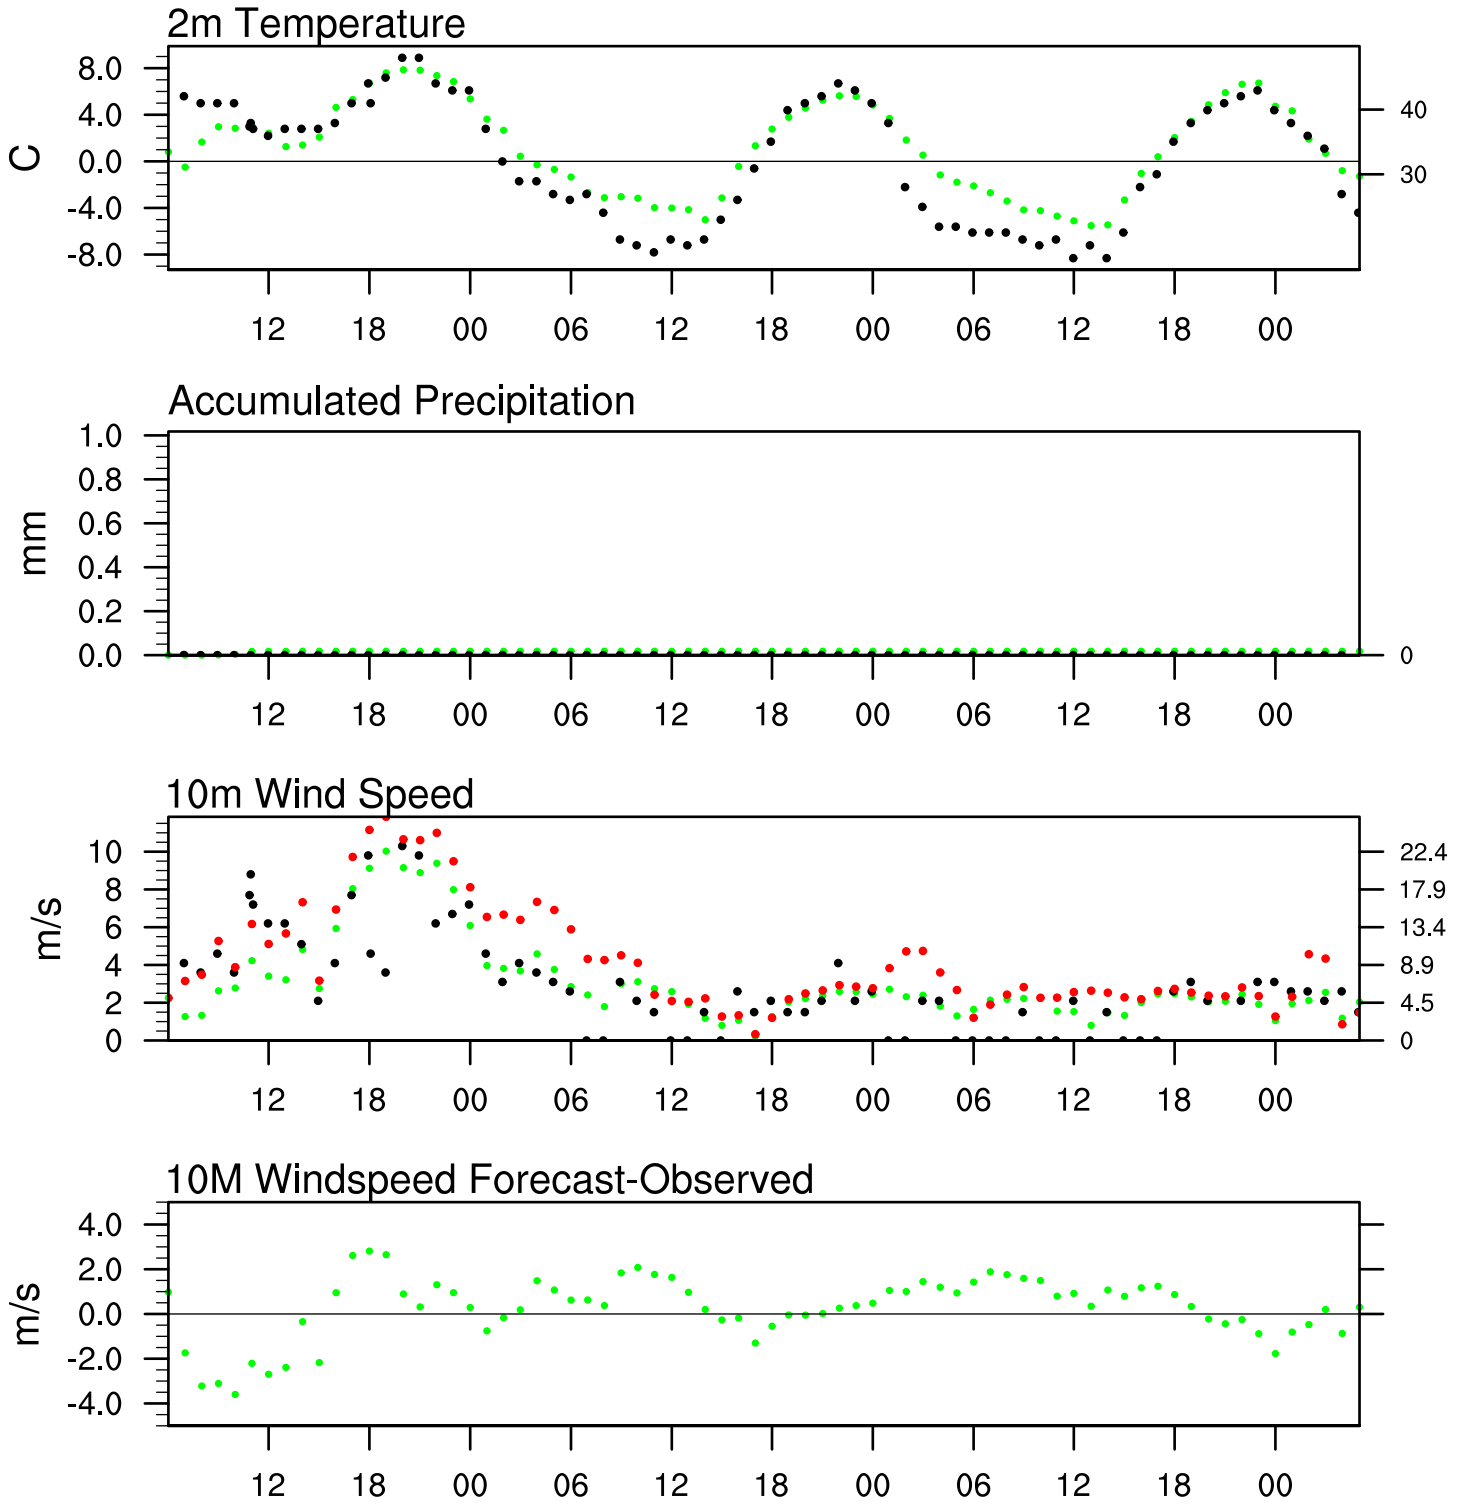 2m Temperature
8.0
4.0
0.0
-4.0
-8.0
C
40
30
12 18 00 06 12 18 00 06 12 18 00
Accumulated Precipitation
1.0
0.8
0.6
0.4
0.2
0.0
mm
0
12 18 00 06 12 18 00 06 12 18 00
10m Wind Speed
10
8
6
4
2
0
m/s
22.4
17.9
13.4
8.9
4.5
0
12 18 00 06 12 18 00 06 12 18 00
10M Windspeed Forecast-Observed
4.0
2.0
0.0
-2.0
-4.0
m/s
12 18 00 06 12 18 00 06 12 18 00